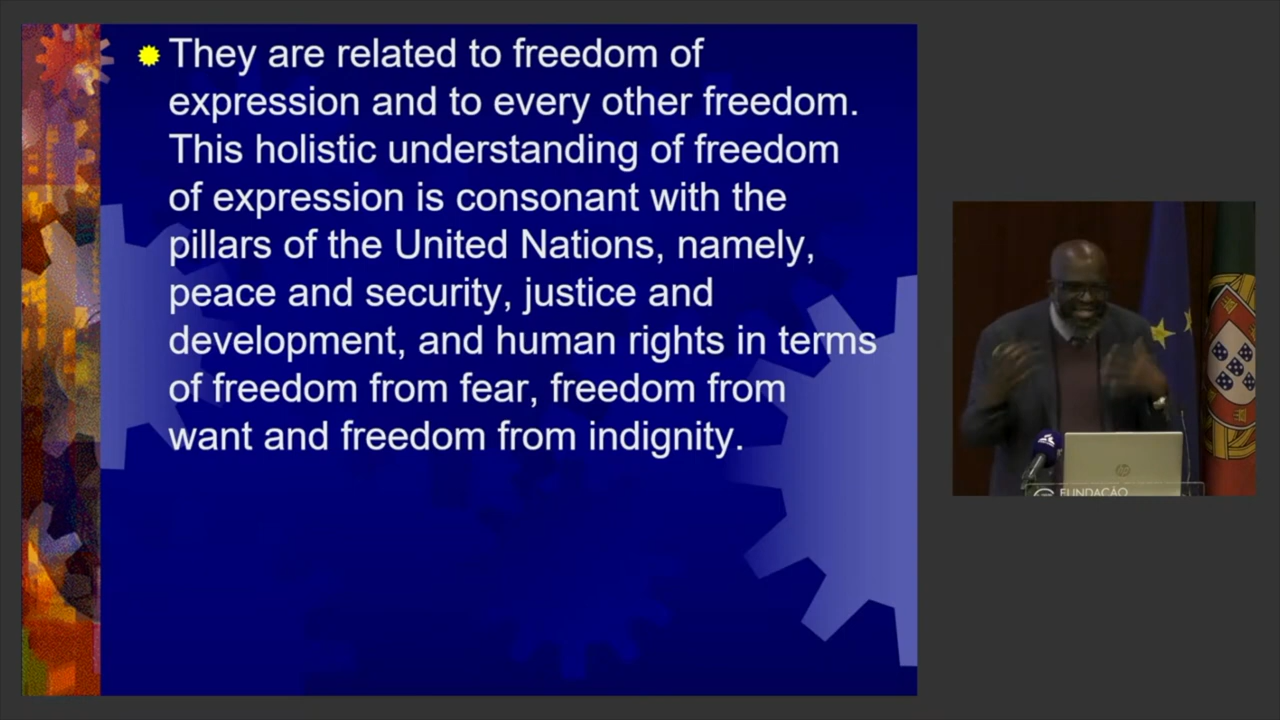 They are related to freedom of
expression and to every other freedom.
This holistic understanding of freedom
of expression is consonant with the
pillars of the United Nations, namely,
peace and security, justice and
development, and human rights in terms
of freedom from fear, freedom from
want and freedom from indignity.
FUNDAÇÃO